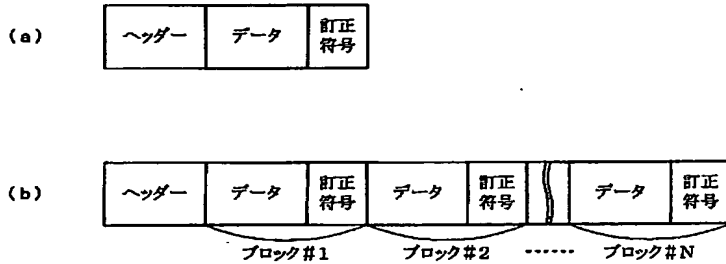 (a) ヘッダー データ 訂正符号
(b) ヘッダー データ 訂正符号 データ 訂正符号 データ 訂正符号
ブロック#1 ブロック#2 ------ ブロック#N